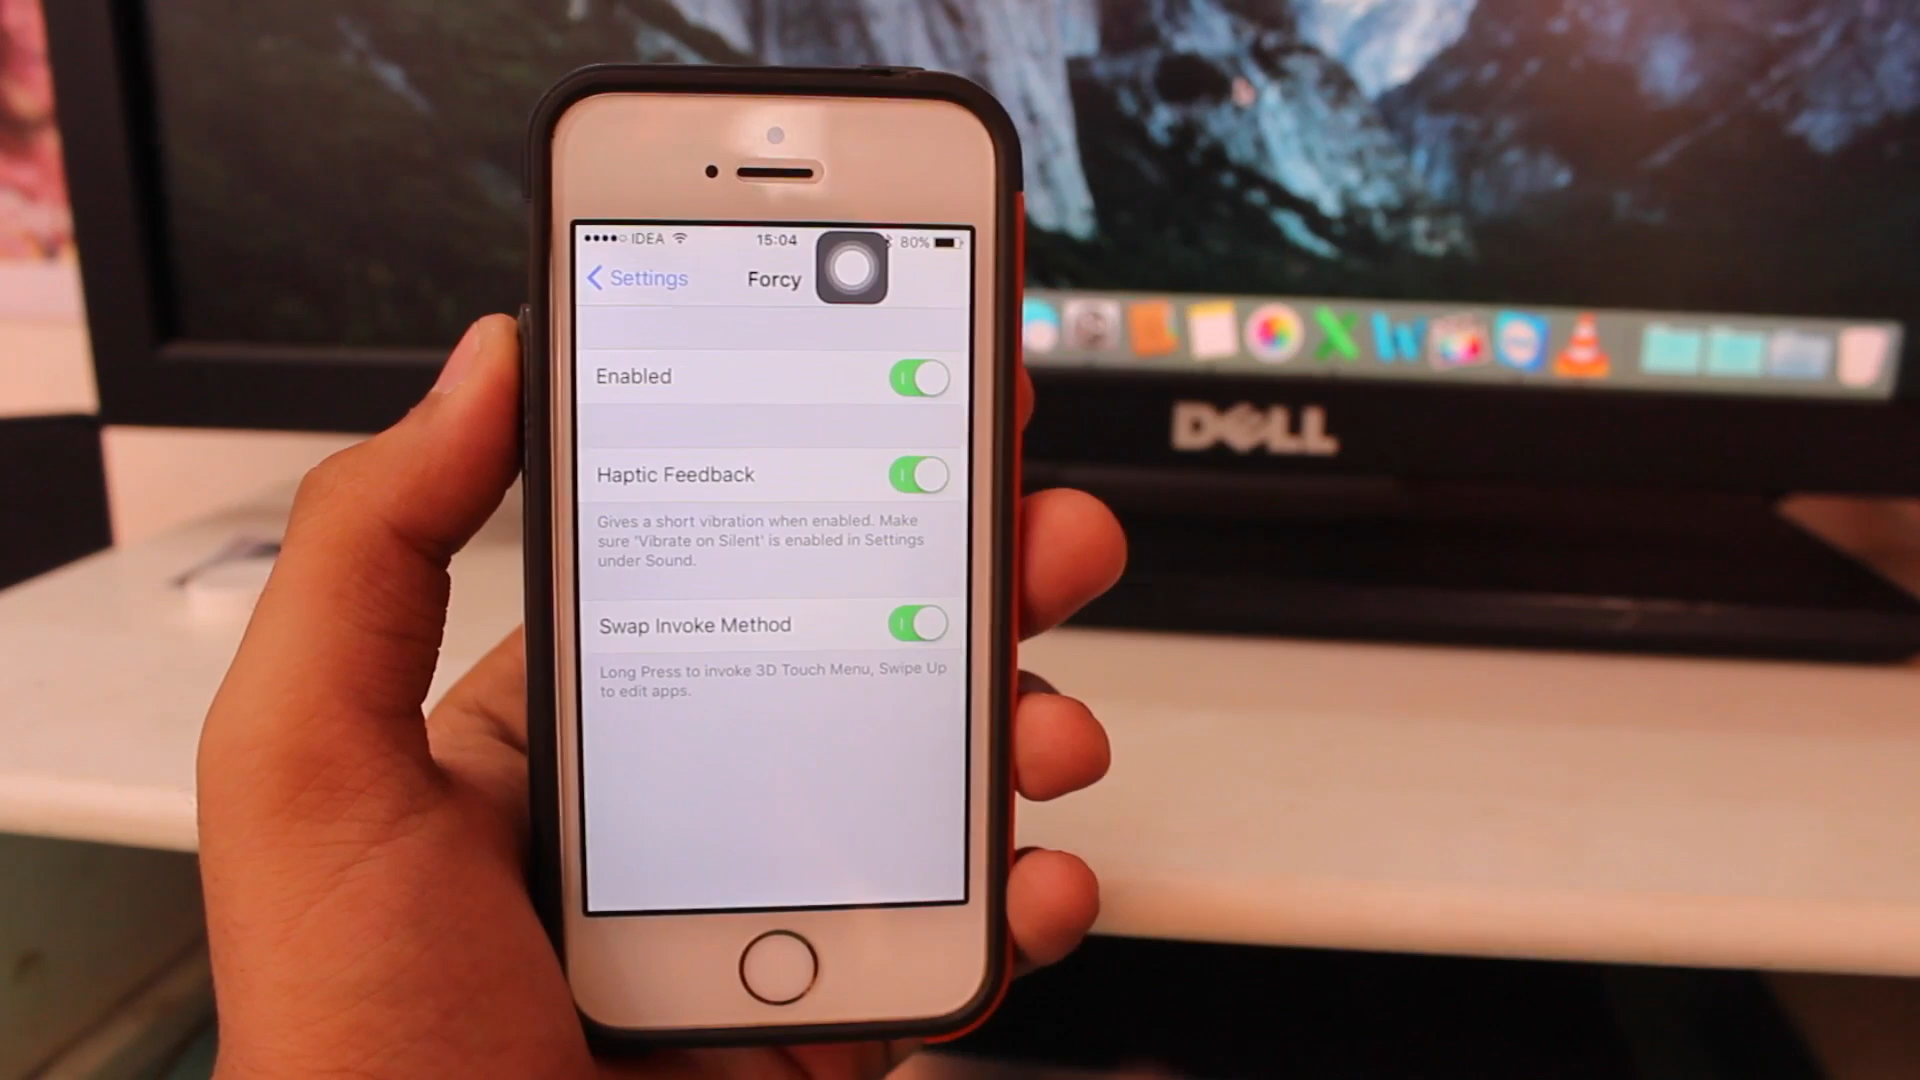 IDEA 15:04 80%
Settings Forcy
Enabled
Haptic Feedback
Gives a short vibration when enabled. Make
sure 'Vibrate on Silent' is enabled in Settings
under Sound.
Swap Invoke Method
Long Press to invoke 3D Touch Menu, Swipe Up
to edit apps.
DELL